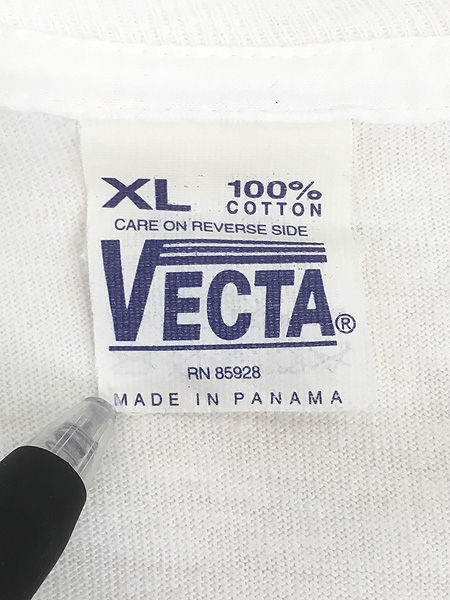 XL 100%
COTTON
CARE ON REVERSE SIDE
VECTA®
RN 85928
MADE IN PANAMA